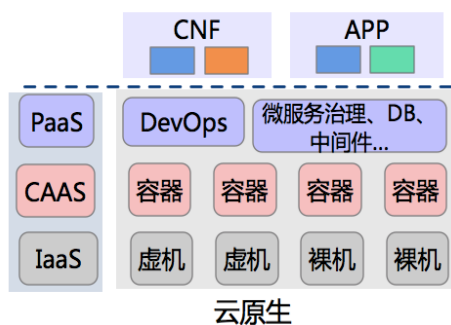 CNF
APP
PaaS
DevOps
微服务治理、DB、
中间件...
CAAS
容器
容器
容器
容器
IaaS
虚机
虚机
裸机
裸机
云原生